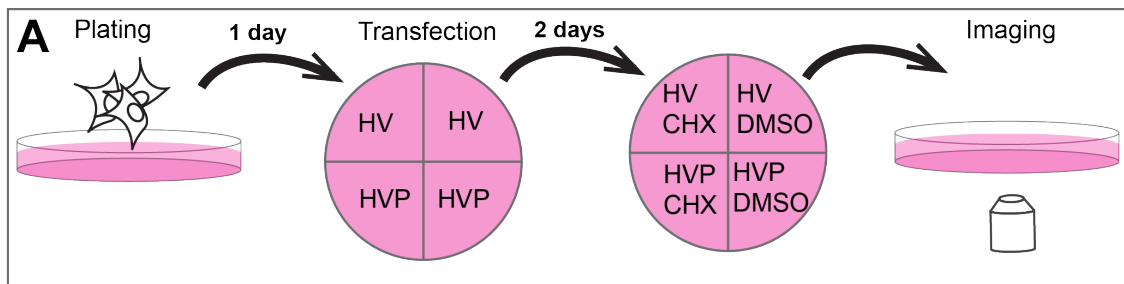 A
Plating
1 day
Transfection
2 days
Imaging
HV
HV
HVP
HVP
HV
CHX
HV
DMSO
HVP
CHX
HVP
DMSO